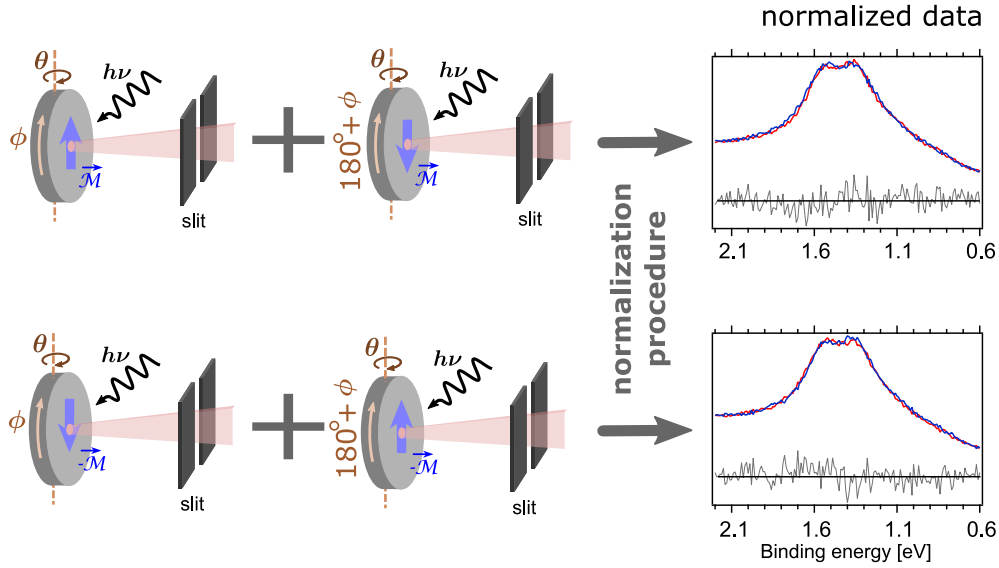 normalized data
θ
hν
ϕ
ℳ
slit
θ
hν
180°+ ϕ
ℳ
slit
2.1 1.6 1.1 0.6
normalization
procedure
θ
hν
ϕ
-ℳ
slit
θ
hν
180°+ ϕ
-ℳ
slit
2.1 1.6 1.1 0.6
Binding energy [eV]